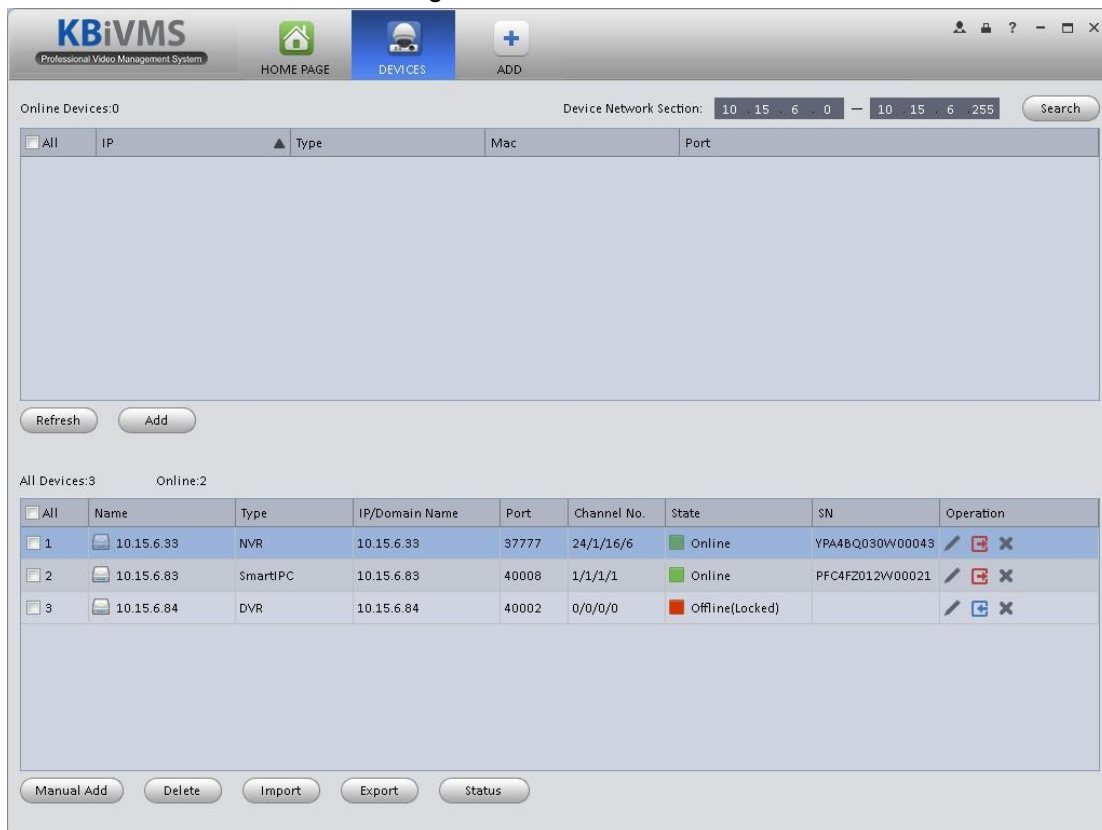 KBiVMS
Professional Video Management System
HOME PAGE
DEVICES
ADD
?
Online Devices:0
Device Network Section: 10 . 15 . 6 . 0 — 10 . 15 . 6 . 255 Search
All IP Type Mac Port
Refresh Add
All Devices:3 Online:2
All Name Type IP/Domain Name Port Channel No. State SN Operation
1 10.15.6.33 NVR 10.15.6.33 37777 24/1/16/6 Online YPA4BQ030W00043
2 10.15.6.83 SmartIPC 10.15.6.83 40008 1/1/1/1 Online PFC4FZ012W00021
3 10.15.6.84 DVR 10.15.6.84 40002 0/0/0/0 Offline(Locked)
Manual Add Delete Import Export Status